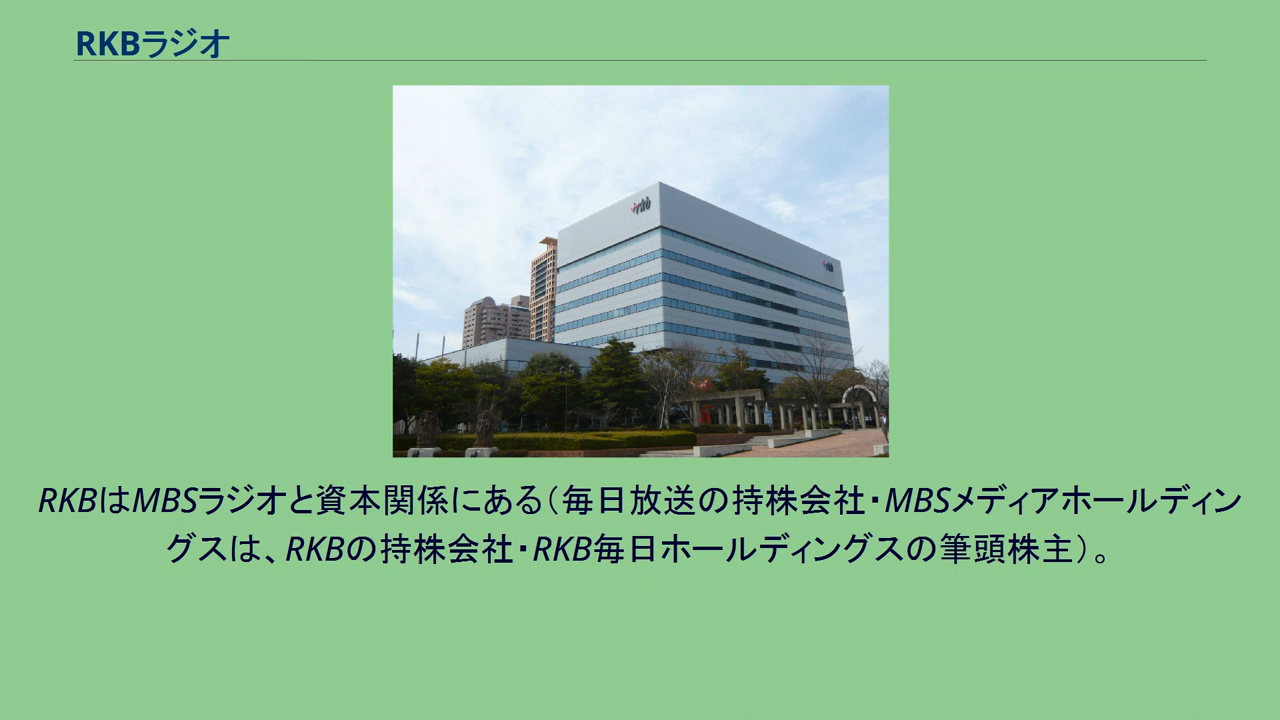 RKBラジオ
rkb
rkb
RKBはMBSラジオと資本関係にある（毎日放送の持株会社・MBSメディアホールディン
グスは、RKBの持株会社・RKB毎日ホールディングスの筆頭株主）。